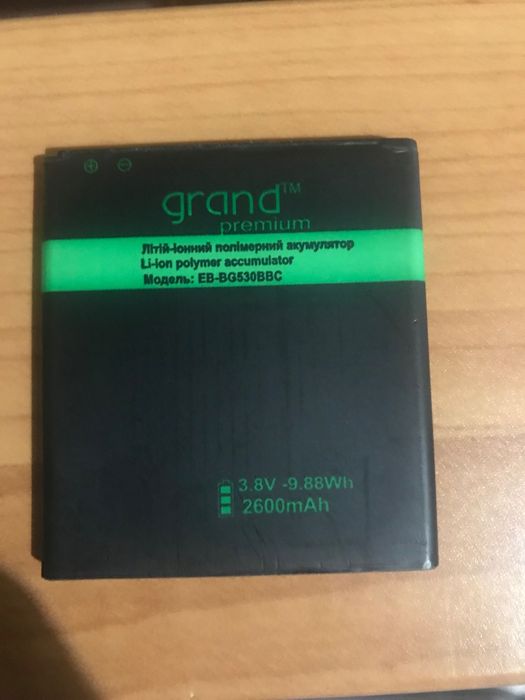 grand™
premium
Літій-іонний полімерний акумулятор
Li-ion polymer accumulator
Модель: EB-BG530BBC
3.8V -9.88Wh
2600mAh